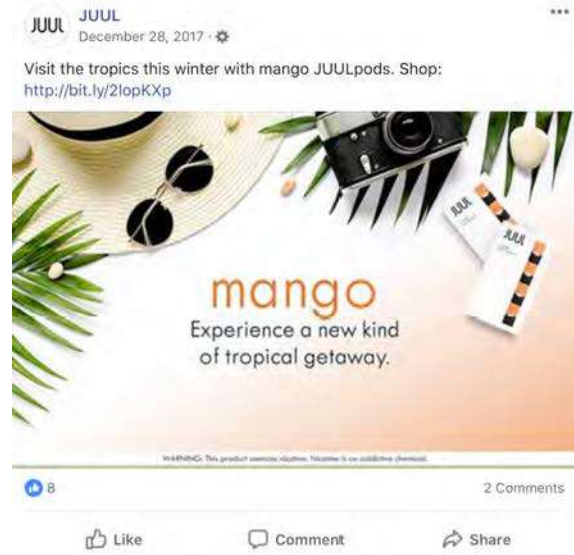 JUUL
JUUL
December 28, 2017
Visit the tropics this winter with mango JUULpods. Shop:
http://bit.ly/2lopKXp
JUUL
JUUL
mango
Experience a new kind
of tropical getaway.
WARNING: This product contains nicotine. Nicotine is an addictive chemical.
8
2 Comments
Like
Comment
Share